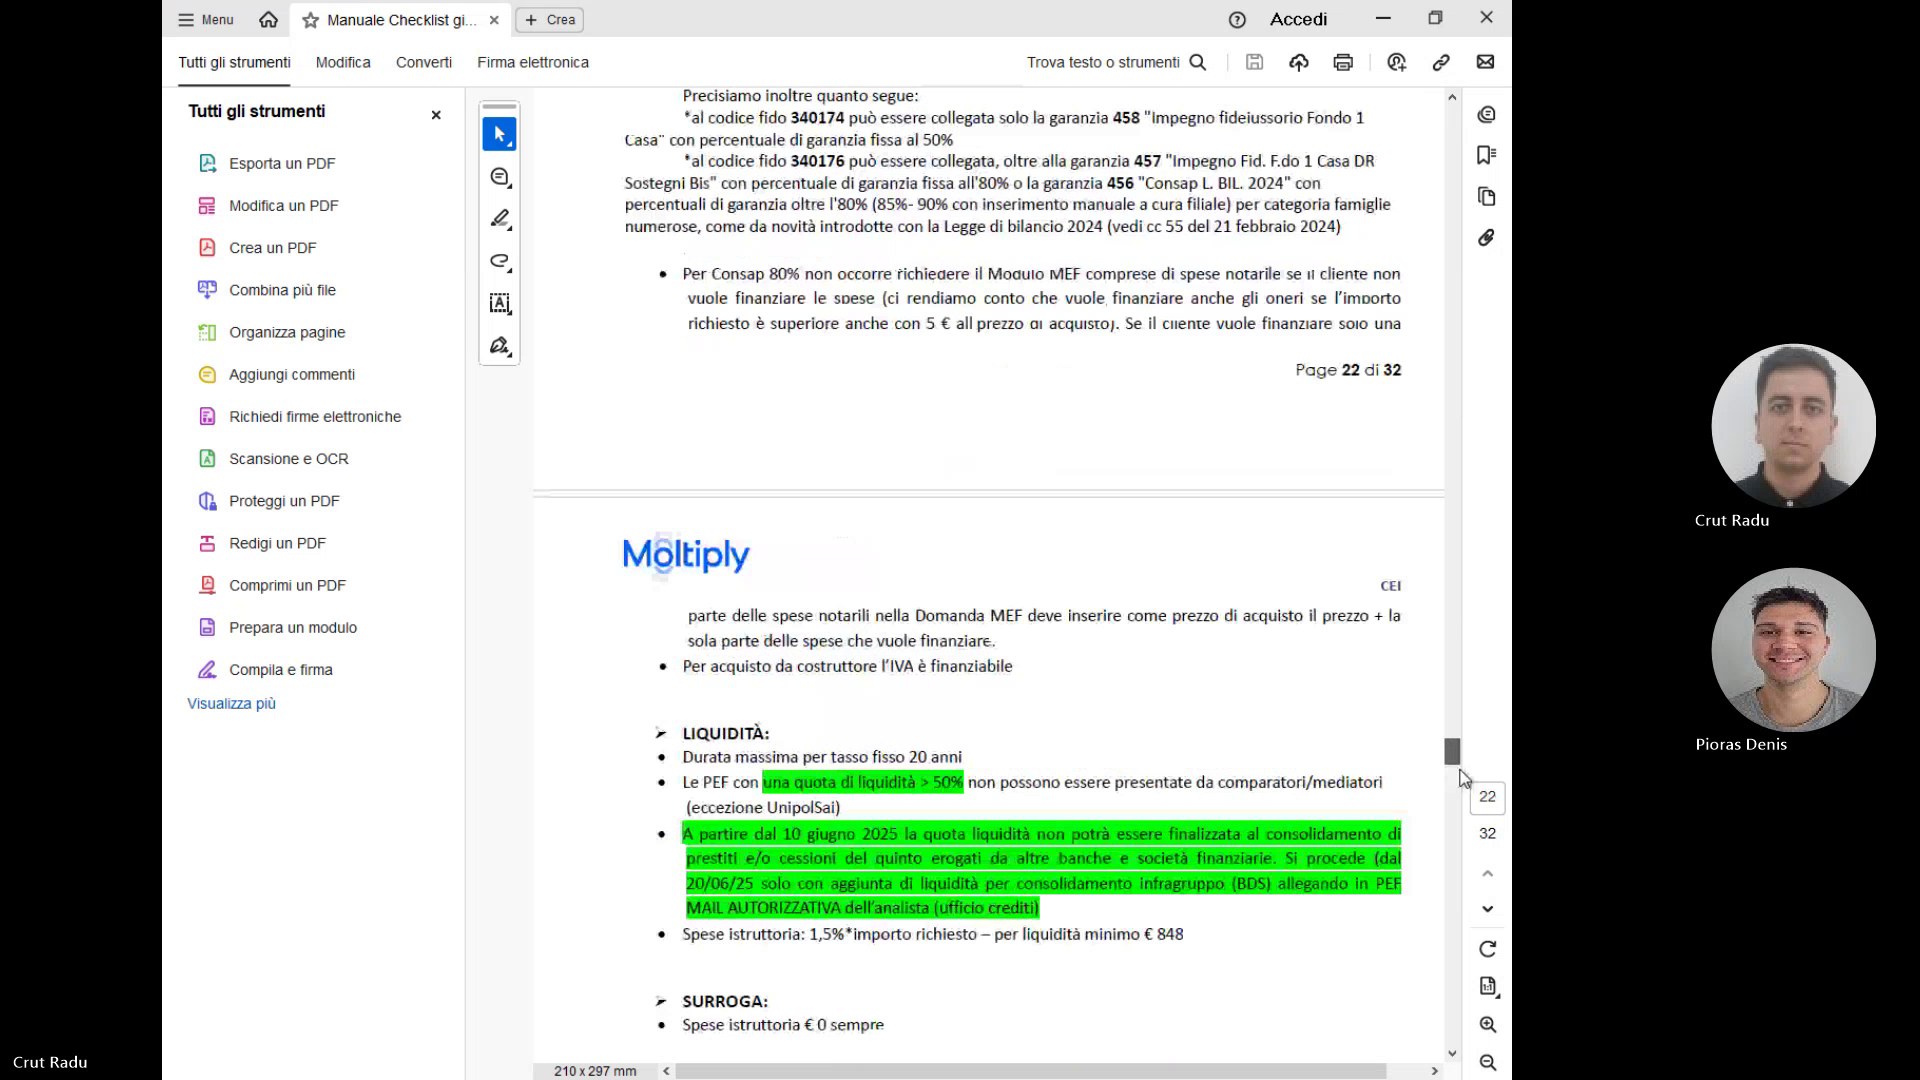 Menu
Manuale Checklist gi...
Crea
Accedi
Tutti gli strumenti
Modifica
Converti
Firma elettronica
Trova testo o strumenti
Tutti gli strumenti
Esporta un PDF
Modifica un PDF
Crea un PDF
Combina più file
Organizza pagine
Aggiungi commenti
Richiedi firme elettroniche
Scansione e OCR
Proteggi un PDF
Redigi un PDF
Comprimi un PDF
Prepara un modulo
Compila e firma
Visualizza più
Precisiamo inoltre quanto segue:
*al codice fido 340174 può essere collegata solo la garanzia 458 "Impegno fideiussorio Fondo 1
Casa" con percentuale di garanzia fissa al 50%
*al codice fido 340176 può essere collegata, oltre alla garanzia 457 "Impegno Fid. F.do 1 Casa DR
Sostegni Bis" con percentuale di garanzia fissa all'80% o la garanzia 456 "Consap L. BIL. 2024" con
percentuali di garanzia oltre l'80% (85%- 90% con inserimento manuale a cura filiale) per categoria famiglie
numerose, come da novità introdotte con la Legge di bilancio 2024 (vedi cc 55 del 21 febbraio 2024)
• Per Consap 80% non occorre richiedere il Modulo MEF comprese di spese notarile se il cliente non
vuole finanziare le spese (ci rendiamo conto che vuole finanziare anche gli oneri se l'importo
richiesto è superiore anche con 5 € all prezzo di acquisto). Se il cliente vuole finanziare solo una
Page 22 di 32
Moltiply
CEI
parte delle spese notarili nella Domanda MEF deve inserire come prezzo di acquisto il prezzo + la
sola parte delle spese che vuole finanziare.
• Per acquisto da costruttore l'IVA è finanziabile
➤ LIQUIDITÀ:
• Durata massima per tasso fisso 20 anni
• Le PEF con una quota di liquidità > 50% non possono essere presentate da comparatori/mediatori
(eccezione UnipolSai)
• A partire dal 10 giugno 2025 la quota liquidità non potrà essere finalizzata al consolidamento di
prestiti e/o cessioni del quinto erogati da altre banche e società finanziarie. Si procede (dal
20/06/25 solo con aggiunta di liquidità per consolidamento infragruppo (BDS) allegando in PEF
MAIL AUTORIZZATIVA dell'analista (ufficio crediti)
• Spese istruttoria: 1,5%*importo richiesto – per liquidità minimo € 848
➤ SURROGA:
• Spese istruttoria € 0 sempre
210 x 297 mm
22
32
Crut Radu
Pioras Denis
Crut Radu